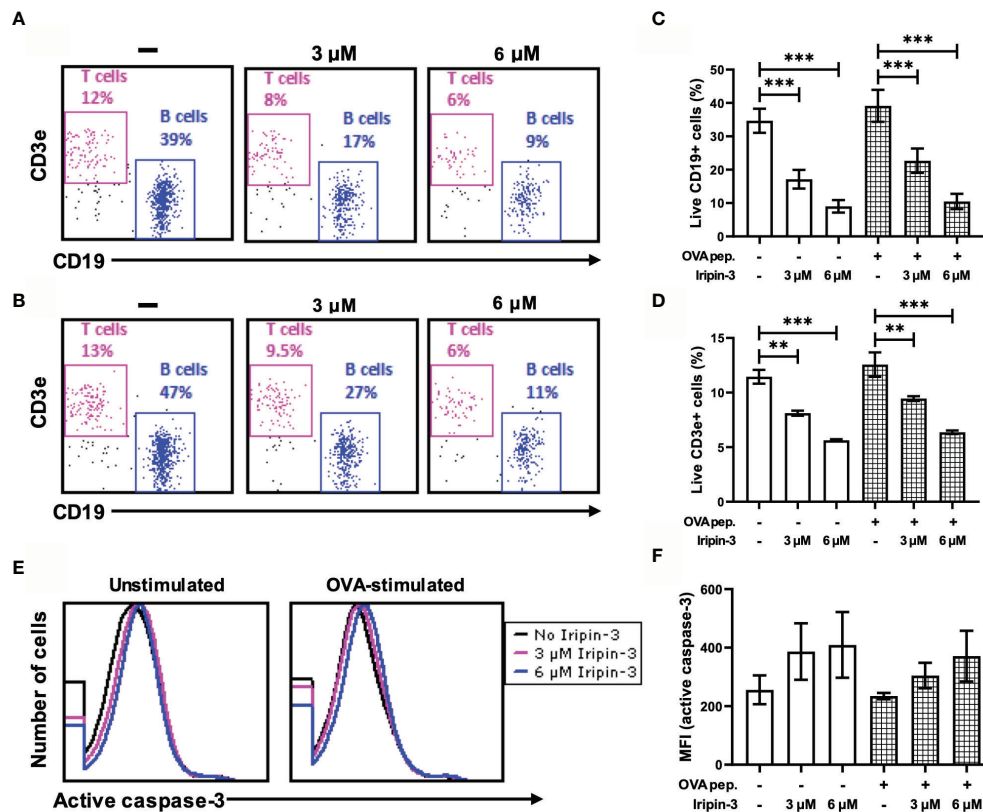 A
– 3 µM 6 µM
T cells
12%
B cells
39%
T cells
8%
B cells
17%
T cells
6%
B cells
9%
CD3e
CD19
B
– 3 µM 6 µM
T cells
13%
B cells
47%
T cells
9.5%
B cells
27%
T cells
6%
B cells
11%
CD3e
CD19
C
Live CD19+ cells (%)
50
40
30
20
10
0
*** *** *** ***
OVA pep. - - - + + +
Iripin-3 - 3 µM 6 µM - 3 µM 6 µM
D
Live CD3e+ cells (%)
15
10
5
0
** *** ** ***
OVA pep. - - - + + +
Iripin-3 - 3 µM 6 µM - 3 µM 6 µM
E
Unstimulated
OVA-stimulated
Number of cells
Active caspase-3
No Iripin-3
3 µM Iripin-3
6 µM Iripin-3
F
MFI (active caspase-3)
600
400
200
0
OVA pep. - - - + + +
Iripin-3 - 3 µM 6 µM - 3 µM 6 µM